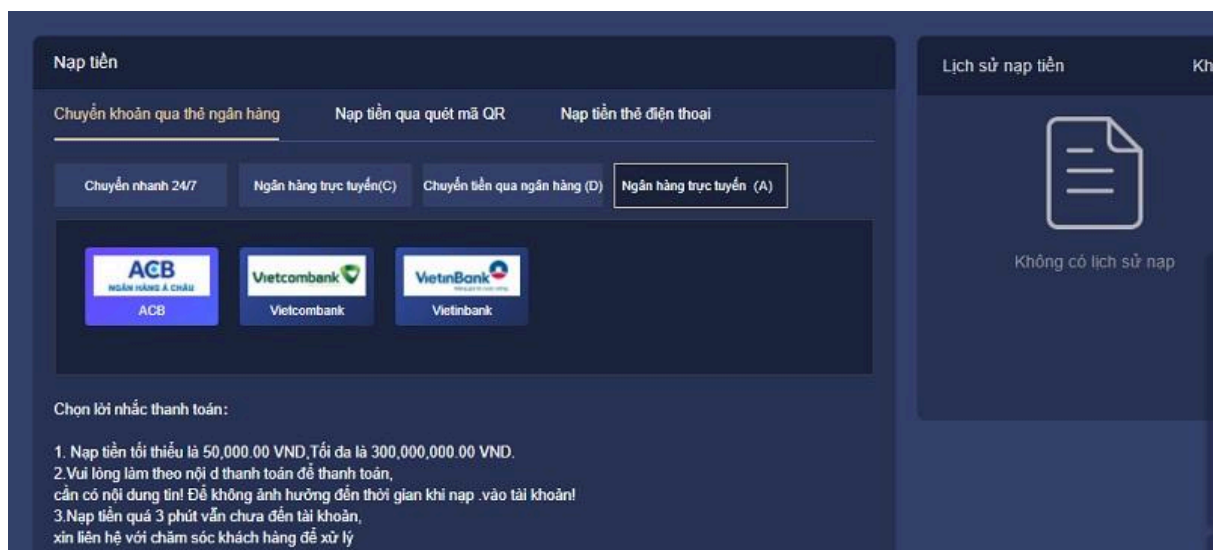 Nạp tiền
Lịch sử nạp tiền
Kh
Chuyển khoản qua thẻ ngân hàng
Nạp tiền qua quét mã QR
Nạp tiền thẻ điện thoại
Chuyển nhanh 24/7
Ngân hàng trực tuyến(C)
Chuyển tiền qua ngân hàng (D)
Ngân hàng trực tuyến (A)
ACB
NGÂN HÀNG Á CHÂU
ACB
Vietcombank
Vietcombank
VietinBank
Vietinbank
Không có lịch sử nạp
Chọn lời nhắc thanh toán:
1. Nạp tiền tối thiểu là 50,000.00 VND,Tối đa là 300,000,000.00 VND.
2.Vui lòng làm theo nội d thanh toán để thanh toán,
cần có nội dung tin! Để không ảnh hưởng đến thời gian khi nạp .vào tài khoản!
3.Nạp tiền quá 3 phút vẫn chưa đến tài khoản,
xin liên hệ với chăm sóc khách hàng để xử lý